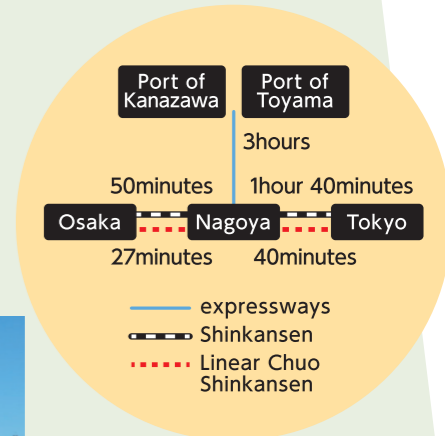 Port of
Kanazawa
Port of
Toyama
3hours
50minutes
1hour 40minutes
Osaka
Nagoya
Tokyo
27minutes
40minutes
expressways
Shinkansen
Linear Chuo
Shinkansen